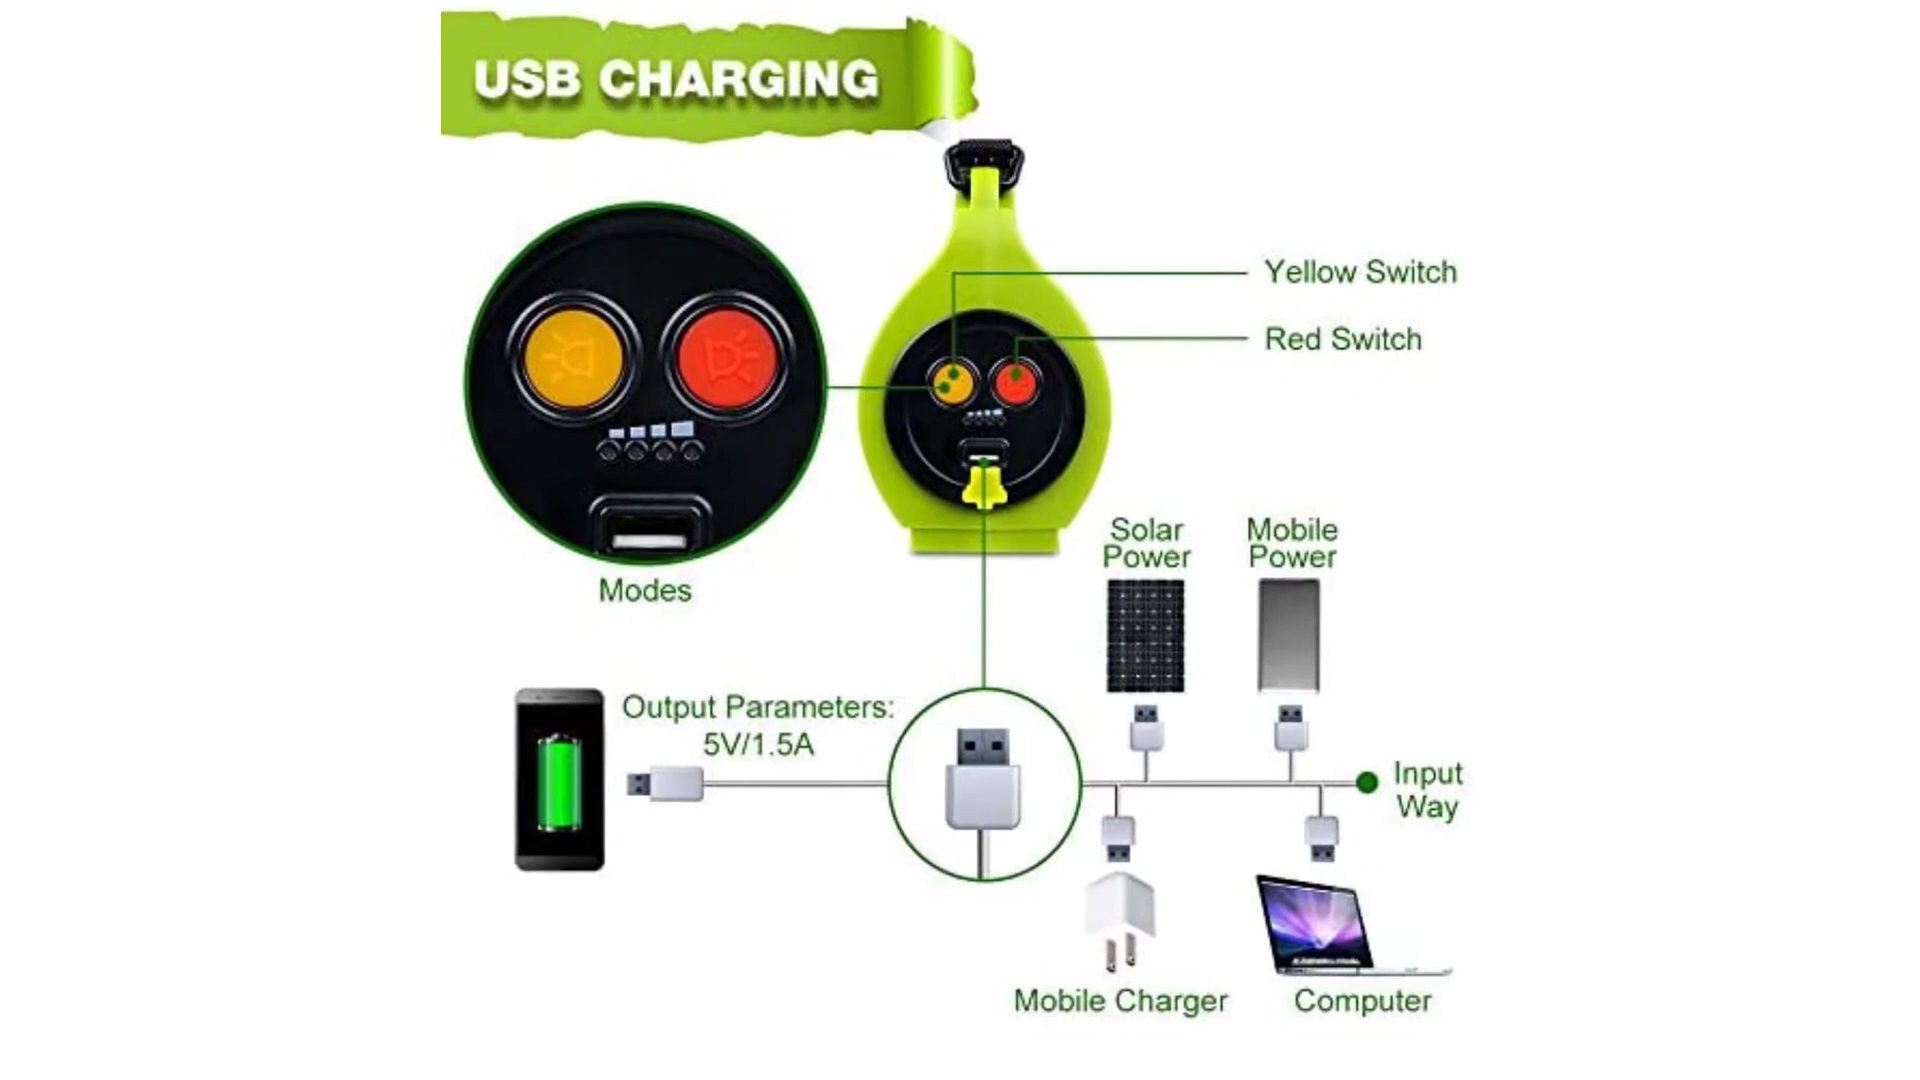 USB CHARGING
Yellow Switch
Red Switch
Modes
Solar
Power
Mobile
Power
Output Parameters:
5V/1.5A
Input
Way
Mobile Charger
Computer